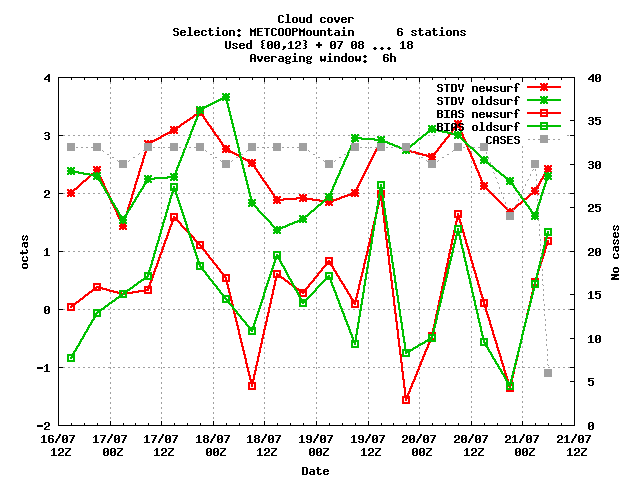 Cloud cover
Selection: METCOOPMountain 6 stations
Used {00,12} + 07 08 ... 18
Averaging window: 6h
STDV newsurf
STDV oldsurf
BIAS newsurf
BIAS oldsurf
CASES
octas
4
3
2
1
0
-1
-2
No cases
40
35
30
25
20
15
10
5
0
16/07 17/07 17/07 18/07 18/07 19/07 19/07 20/07 20/07 21/07 21/07
12Z 00Z 12Z 00Z 12Z 00Z 12Z 00Z 12Z 00Z 12Z
Date